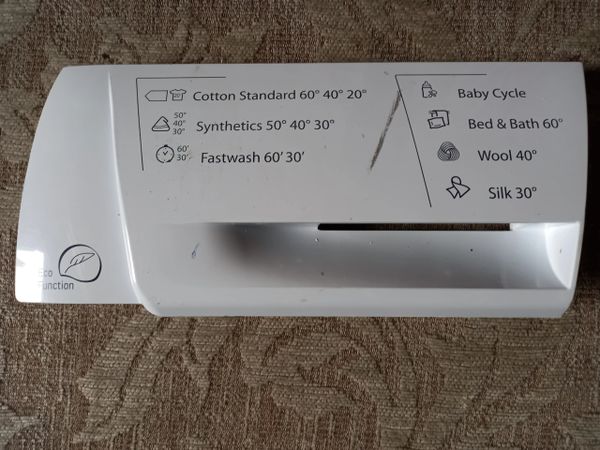 Cotton Standard 60° 40° 20°
50°
40°
30°
Synthetics 50° 40° 30°
60'
30'
Fastwash 60' 30'
Baby Cycle
Bed & Bath 60°
Wool 40°
Silk 30°
Eco
Function